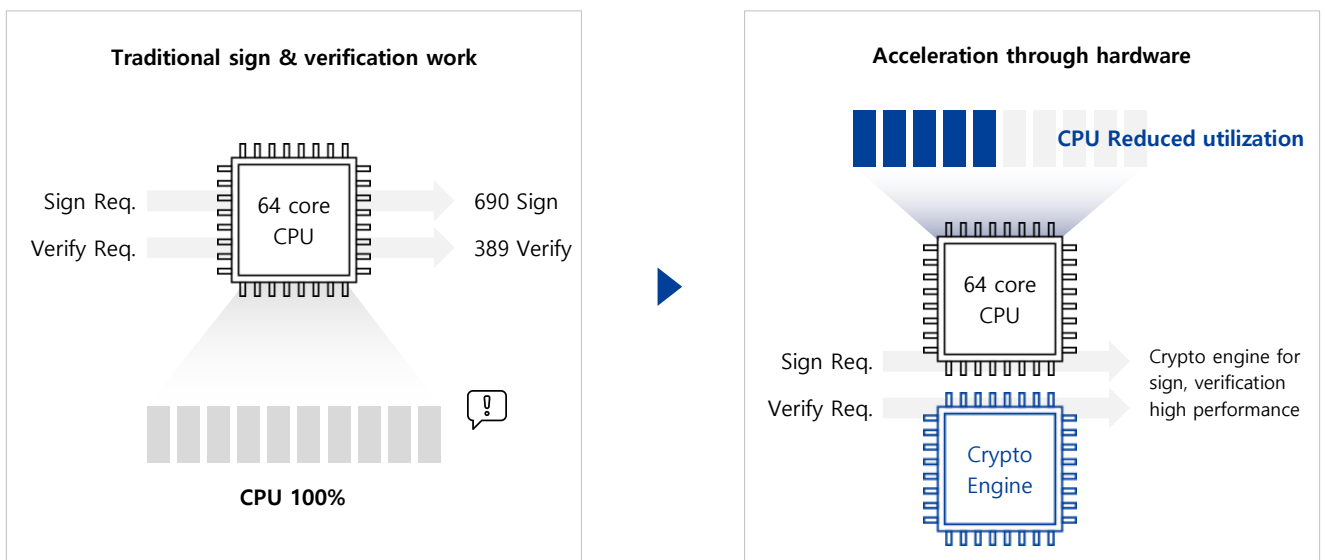 Traditional sign & verification work
Sign Req.
64 core
CPU
690 Sign
Verify Req.
389 Verify
CPU 100%
Acceleration through hardware
CPU Reduced utilization
64 core
CPU
Sign Req.
Verify Req.
Crypto engine for
sign, verification
high performance
Crypto
Engine